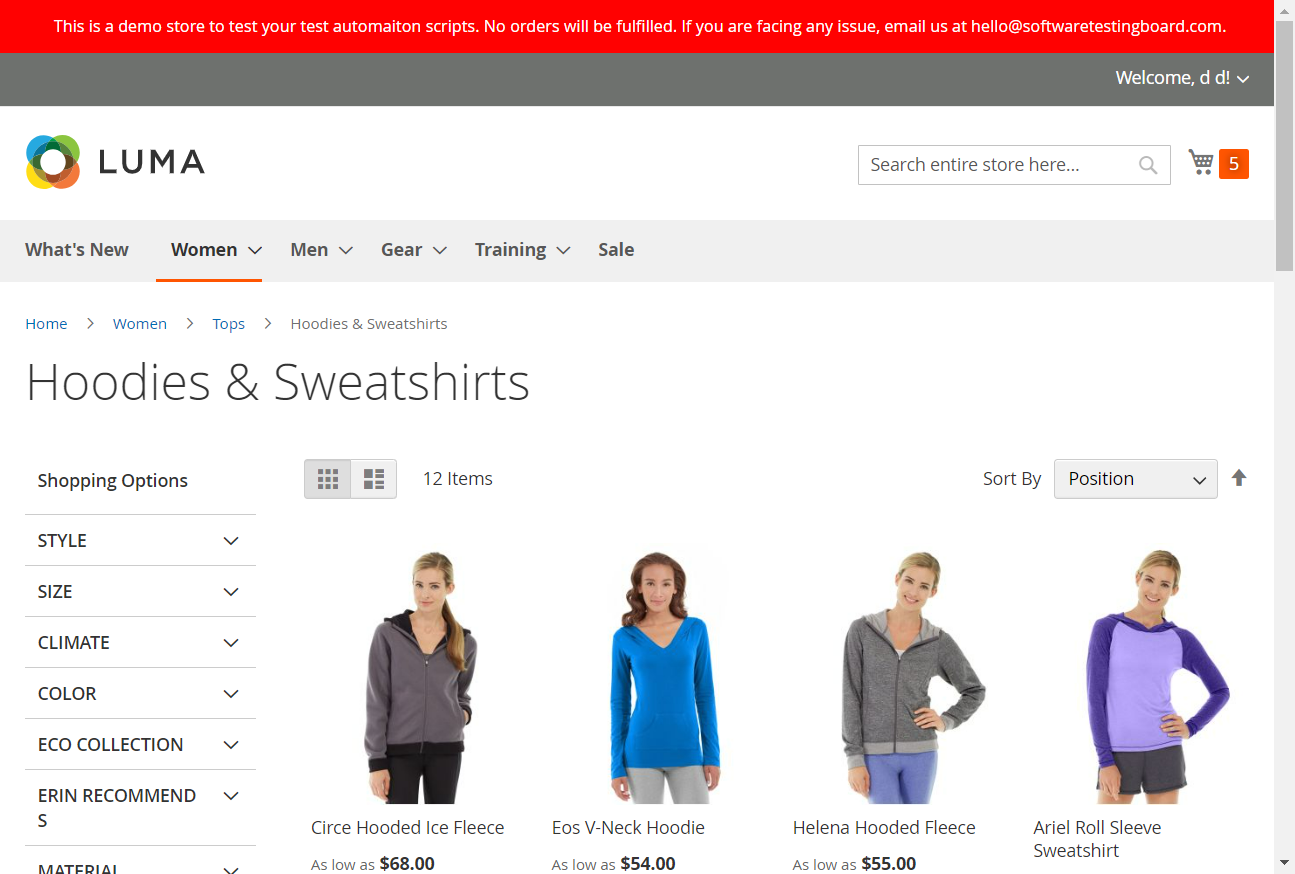 This is a demo store to test your test automaiton scripts. No orders will be fulfilled. If you are facing any issue, email us at hello@softwaretestingboard.com.
Welcome, d d!
LUMA
Search entire store here...
5
What's New
Women
Men
Gear
Training
Sale
Home
Women
Tops
Hoodies & Sweatshirts
Hoodies & Sweatshirts
Shopping Options
12 Items
Sort By
Position
STYLE
SIZE
CLIMATE
COLOR
ECO COLLECTION
ERIN RECOMMEND
S
MATERIAL
Circe Hooded Ice Fleece
As low as $68.00
Eos V-Neck Hoodie
As low as $54.00
Helena Hooded Fleece
As low as $55.00
Ariel Roll Sleeve
Sweatshirt